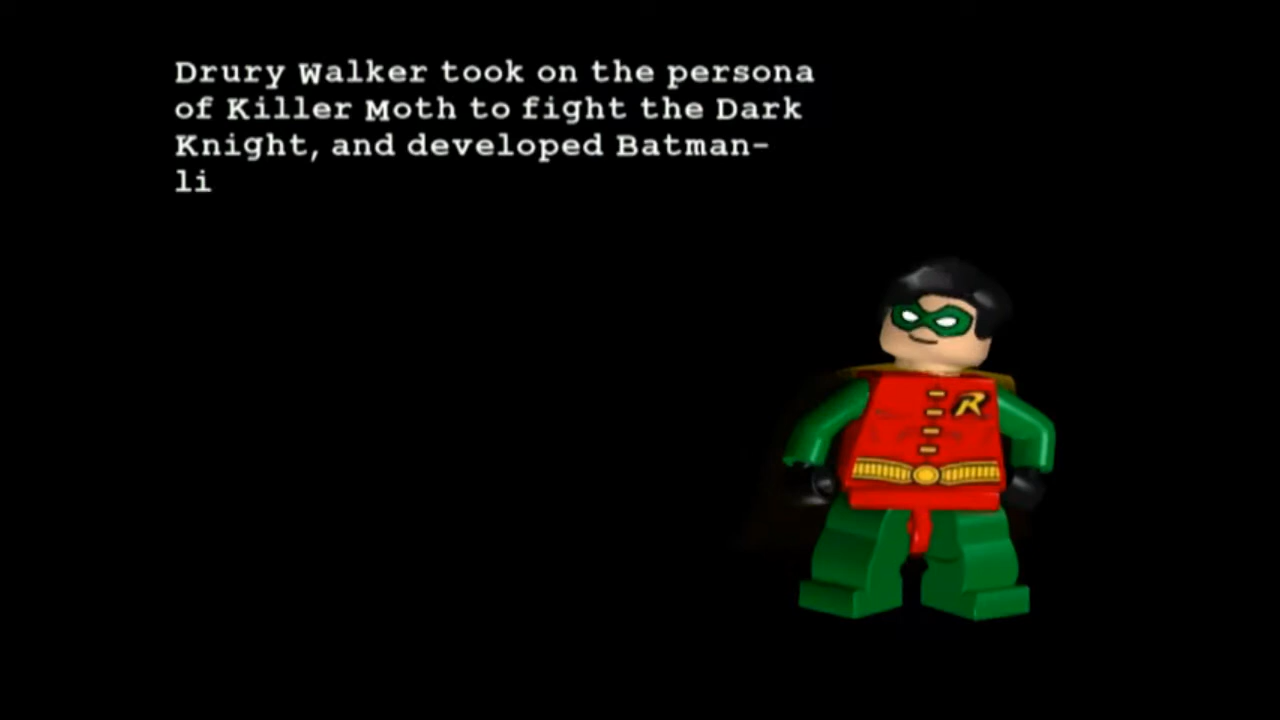 Drury Walker took on the persona
of Killer Moth to fight the Dark
Knight, and developed Batman-
li
R